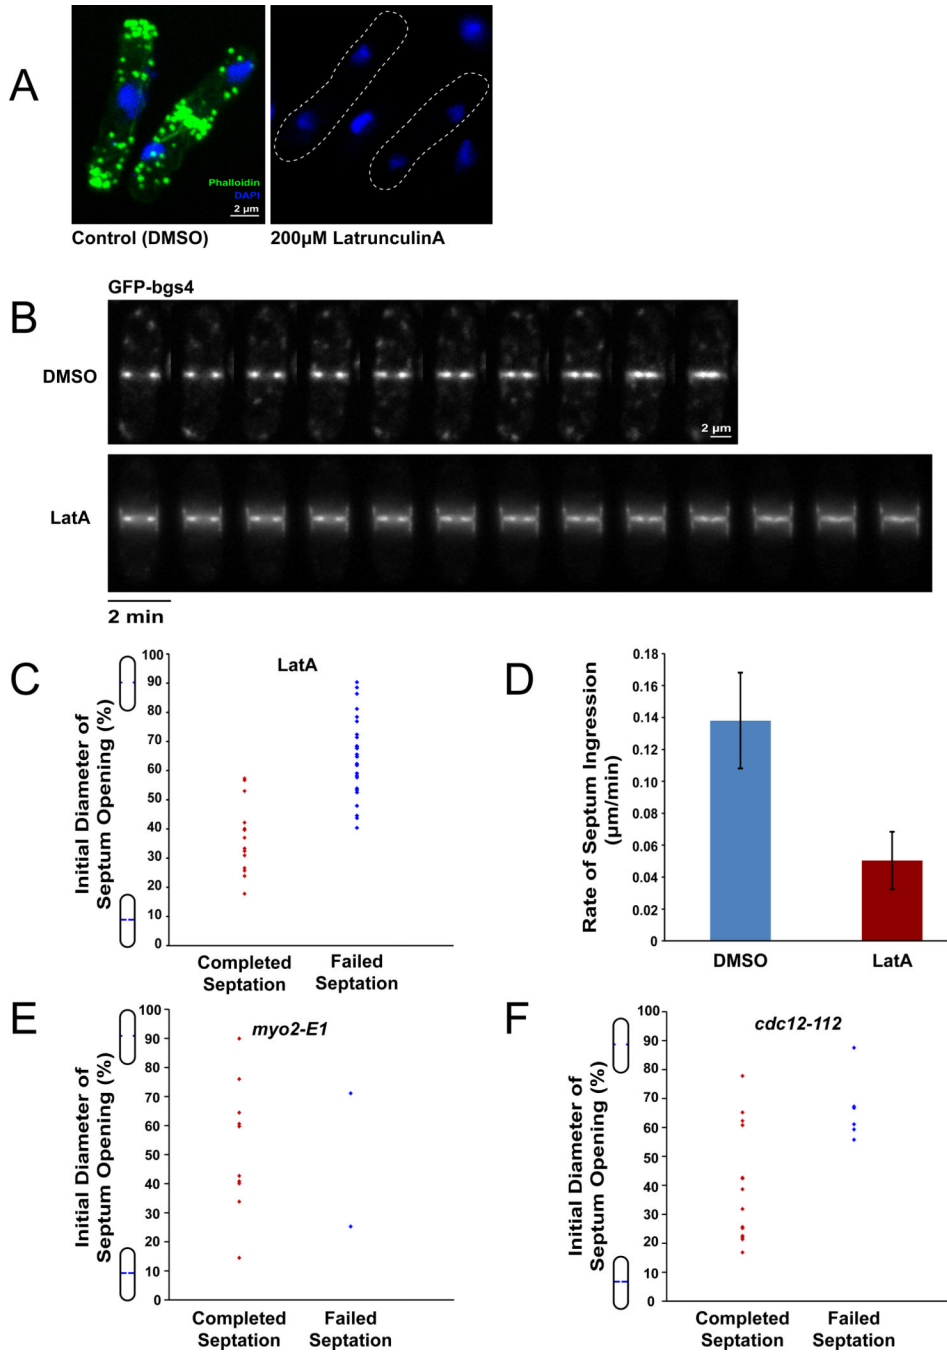 A
Phalloidin
DAPI
2 µm
Control (DMSO)
200µM LatrunculinA
GFP-bgs4
B
DMSO
2 µm
LatA
2 min
C
LatA
Initial Diameter of
Septum Opening (%)
100
90
80
70
60
50
40
30
20
10
0
Completed
Septation
Failed
Septation
D
Rate of Septum Ingression
(µm/min)
0.18
0.16
0.14
0.12
0.10
0.08
0.06
0.04
0.02
0
DMSO
LatA
E
myo2-E1
Initial Diameter of
Septum Opening (%)
100
90
80
70
60
50
40
30
20
10
0
Completed
Septation
Failed
Septation
F
cdc12-112
Initial Diameter of
Septum Opening (%)
100
90
80
70
60
50
40
30
20
10
0
Completed
Septation
Failed
Septation